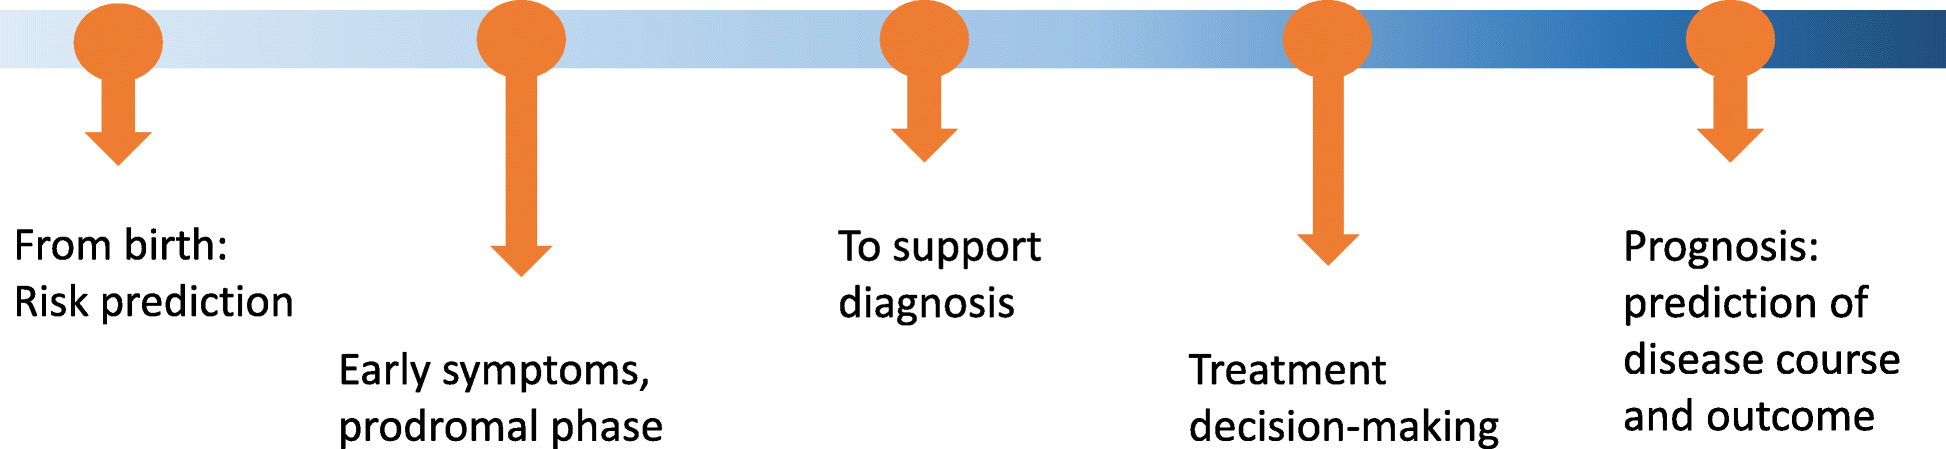 From birth:
Risk prediction
Early symptoms,
prodromal phase
To support
diagnosis
Treatment
decision-making
Prognosis:
prediction of
disease course
and outcome